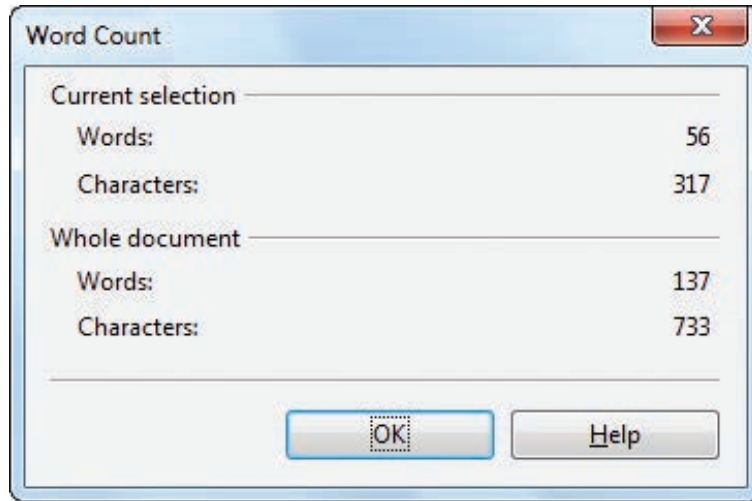 Word Count
Current selection
Words: 56
Characters: 317
Whole document
Words: 137
Characters: 733
OK Help